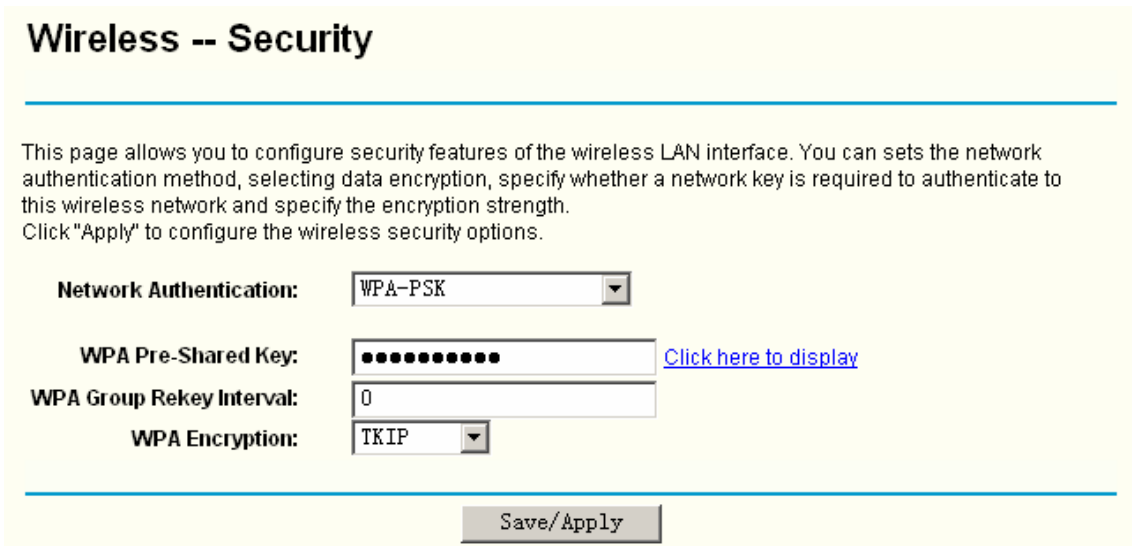 Wireless -- Security
This page allows you to configure security features of the wireless LAN interface. You can sets the network
authentication method, selecting data encryption, specify whether a network key is required to authenticate to
this wireless network and specify the encryption strength.
Click "Apply" to configure the wireless security options.
Network Authentication: WPA-PSK
WPA Pre-Shared Key: ●●●●●●●●●● Click here to display
WPA Group Rekey Interval: 0
WPA Encryption: TKIP
Save/Apply